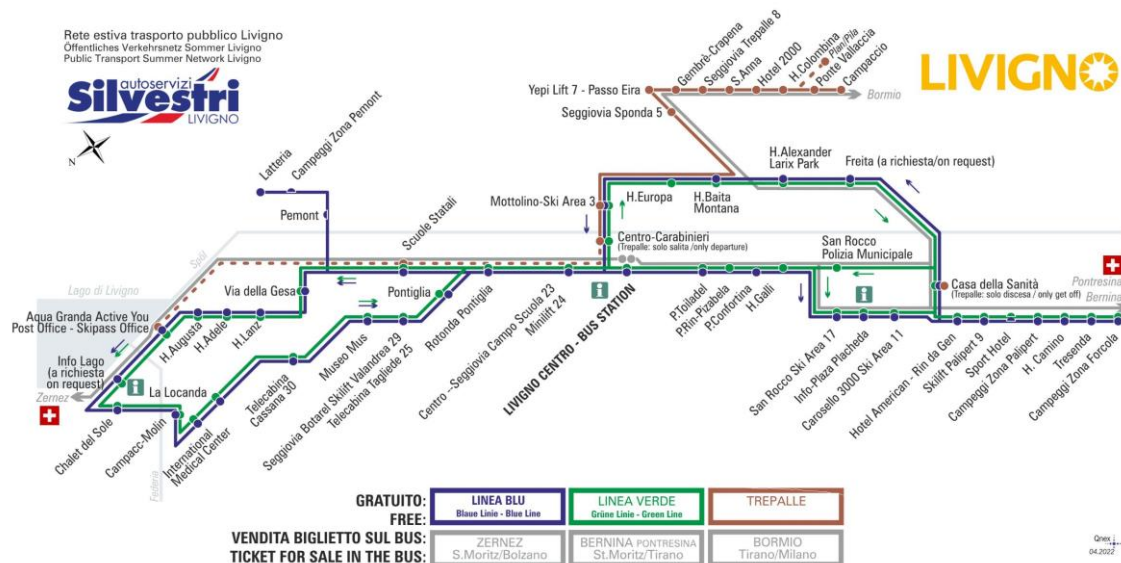 Rete estiva trasporto pubblico Livigno
Öffentliches Verkehrsnetz Sommer Livigno
Public Transport Summer Network Livigno
autoservizi
Silvestri
LIVIGNO
N
LIVIGNO
Gembrè-Crapena
Seggiovia Trepalle 8
S.Anna
Hotel 2000
H.Colombina
Plan/Pila
Ponte Vallaccia
Campaccio
Yepi Lift 7 - Passo Eira
Bormio
Seggiovia Sponda 5
Latteria
Campeggi Zona Pemont
H.Alexander
Larix Park
Freita (a richiesta/on request)
Pemont
Mottolino-Ski Area 3
H.Europa
H.Baita
Montana
Scuole Statali
Centro-Carabinieri
(Trepalle: solo salita /only departure)
San Rocco
Polizia Municipale
Spöl
Lago di Livigno
Via della Gesa
Pontiglia
Casa della Sanità
(Trepalle: solo discesa / only get off)
Pontresina
Bernina
Aqua Granda Active You
Post Office - Skipass Office
H.Augusta
H.Adele
H.Lanz
Info Lago
(a richiesta
on request)
Zernez
La Locanda
Chalet del Sole
Campacc-Molin
Federia
International
Medical Center
Telecabina
Cassana 30
Museo Mus
Seggiovia Botarel Skilift Valandrea 29
Telecabina Tagliede 25
Rotonda Pontiglia
Centro --Seggiovia Campo Scuola 23
Minilift 24
LIVIGNO CENTRO - BUS STATION
i
P.Tolladel
P.Rin-Pizabela
P.Confortina
H.Galli
San Rocco Ski Area 17
Info-Plaza Placheda
Carosello 3000 Ski Area 11
Hotel American - Rin da Gen
Skilift Palipert 9
Sport Hotel
Campeggi Zona Palipert
H. Camino
Tresenda
Campeggi Zona Forcola
i
i
GRATUITO:
FREE:
LINEA BLU
Blaue Linie - Blue Line
LINEA VERDE
Grüne Linie - Green Line
TREPALLE
VENDITA BIGLIETTO SUL BUS:
TICKET FOR SALE IN THE BUS:
ZERNEZ
S.Moritz/Bolzano
BERNINA PONTRESINA
St.Moritz/Tirano
BORMIO
Tirano/Milano
Qnex
04.2022